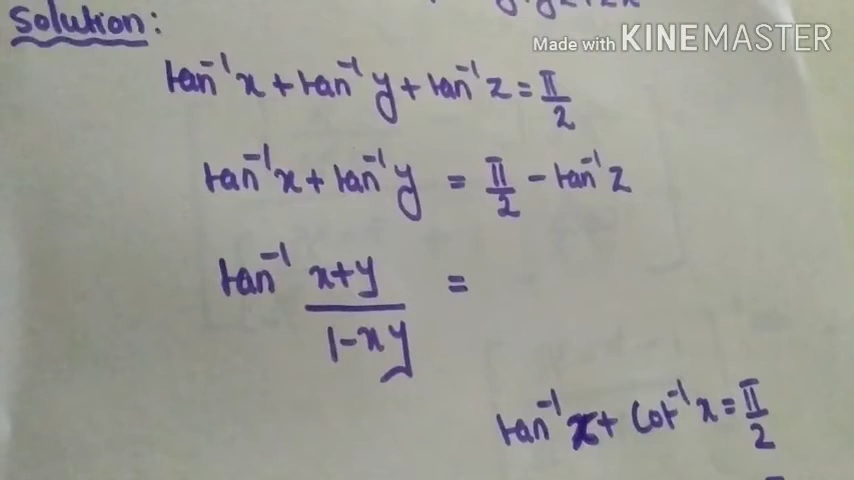 Solution:
Made with KINEMASTER
tan⁻¹x + tan⁻¹y + tan⁻¹z = π/2
tan⁻¹x + tan⁻¹y = π/2 - tan⁻¹z
tan⁻¹ (x+y)/(1-xy) =
tan⁻¹x + cot⁻¹x = π/2